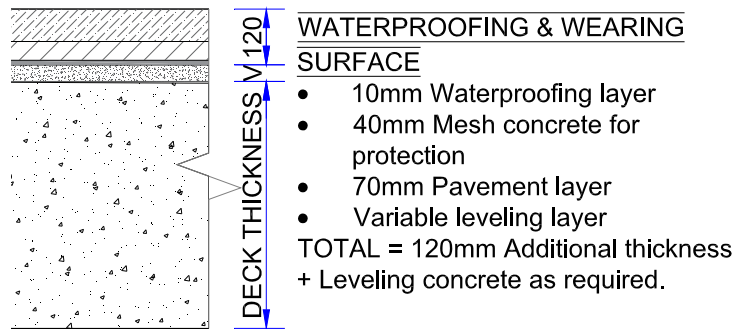 WATERPROOFING & WEARING
SURFACE
• 10mm Waterproofing layer
• 40mm Mesh concrete for
protection
• 70mm Pavement layer
• Variable leveling layer
TOTAL = 120mm Additional thickness
+ Leveling concrete as required.
120
V
DECK THICKNESS